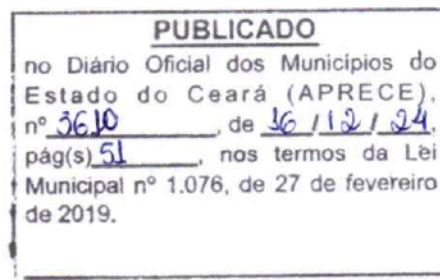 PUBLICADO
no Diário Oficial dos Municípios do
Estado do Ceará (APRECE),
nº 3610, de 16/12/24,
pág(s) 51, nos termos da Lei
Municipal nº 1.076, de 27 de fevereiro
de 2019.